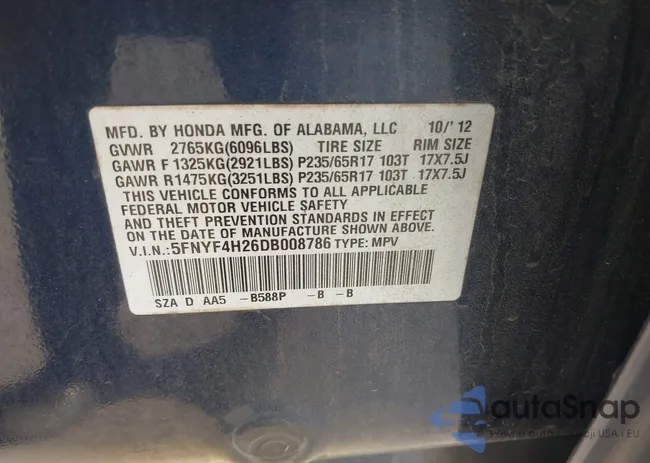 MFD. BY HONDA MFG. OF ALABAMA, LLC 10/'12
GVWR 2765KG(6096LBS) TIRE SIZE RIM SIZE
GAWR F 1325KG(2921LBS) P235/65R17 103T 17X7.5J
GAWR R1475KG(3251LBS) P235/65R17 103T 17X7.5J
THIS VEHICLE CONFORMS TO ALL APPLICABLE
FEDERAL MOTOR VEHICLE SAFETY
AND THEFT PREVENTION STANDARDS IN EFFECT
ON THE DATE OF MANUFACTURE SHOWN ABOVE.
V.I.N.:5FNYF4H26DB008786 TYPE: MPV
SZA D AA5 -B588P -B -B
autoSnap
USA i EU